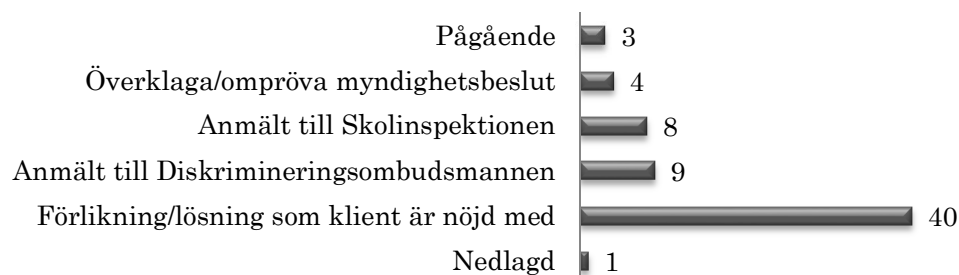 Pågående 3
Överklaga/ompröva myndighetsbeslut 4
Anmält till Skolinspektionen 8
Anmält till Diskrimineringsombudsmannen 9
Förlikning/lösning som klient är nöjd med 40
Nedlagd 1